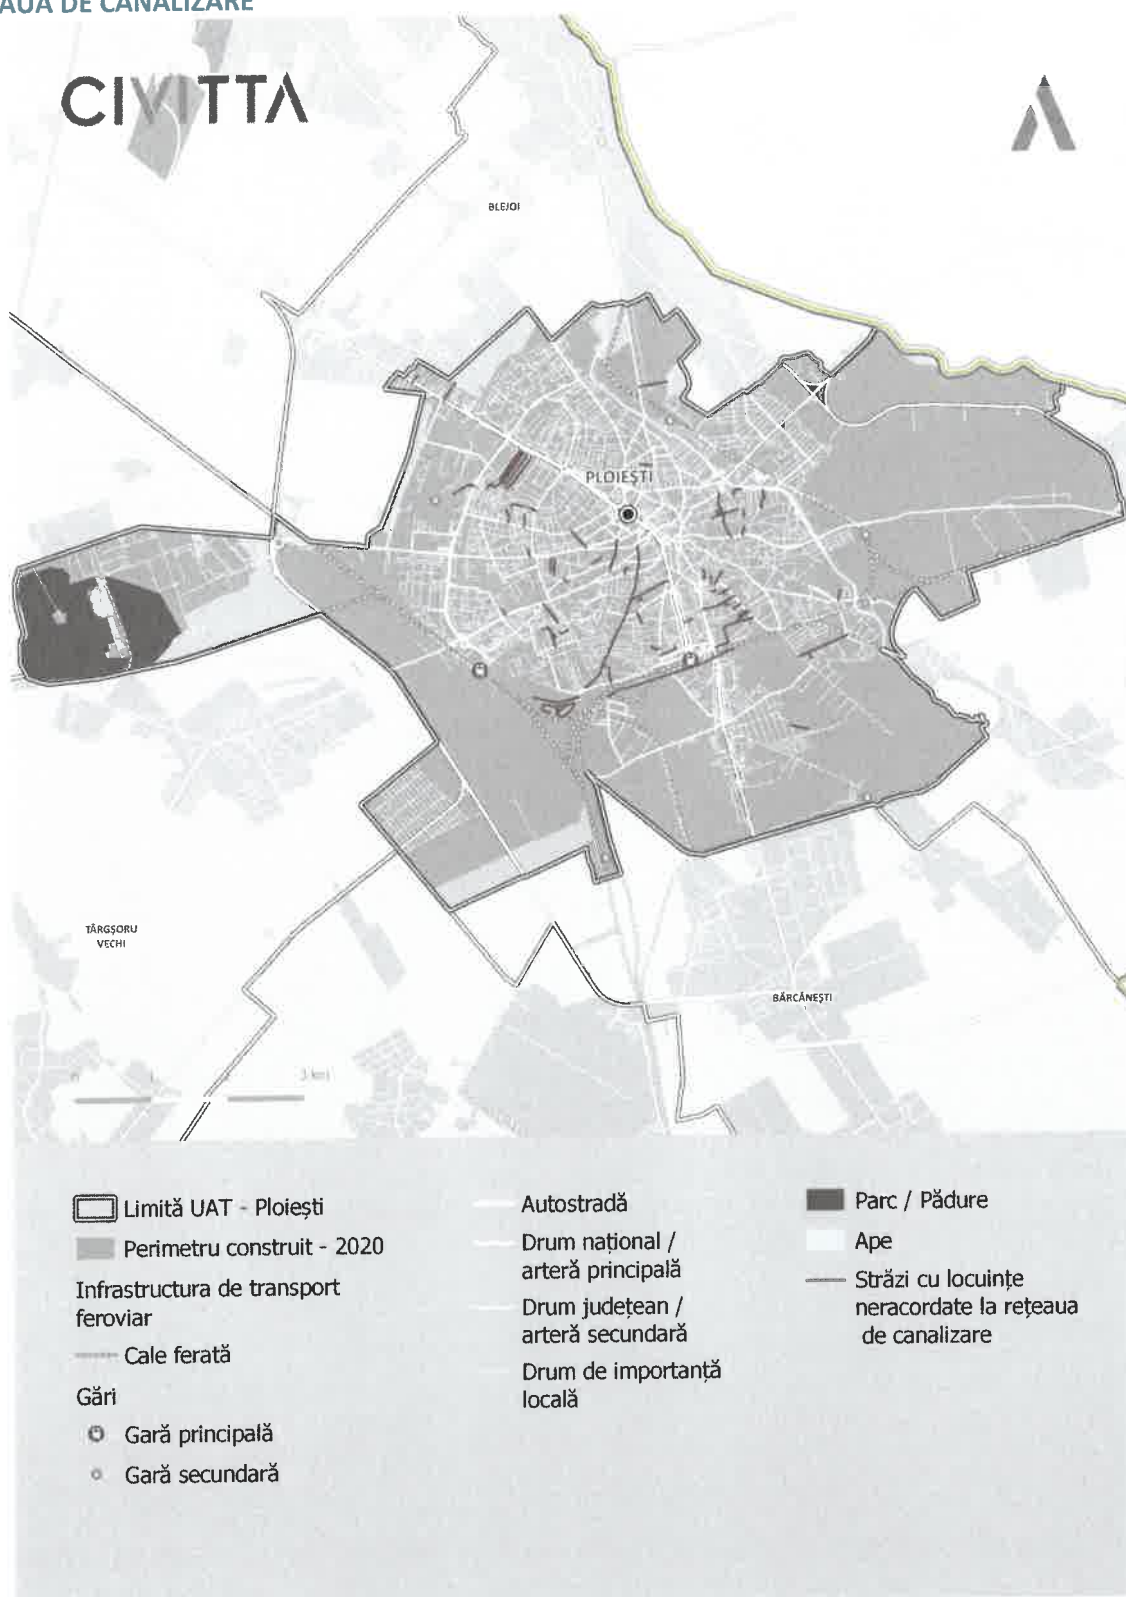 AUA DE CANALIZARE
CIVITTA
BLEJOI
PLOIEȘTI
TÂRGȘORU
VECHI
BĂRCĂNEȘTI
3 km
Limită UAT - Ploiești
Perimetru construit - 2020
Infrastructura de transport
feroviar
Cale ferată
Gări
Gară principală
Gară secundară
Autostradă
Drum național /
arteră principală
Drum județean /
arteră secundară
Drum de importanță
locală
Parc / Pădure
Ape
Străzi cu locuințe
neracordate la rețeaua
de canalizare